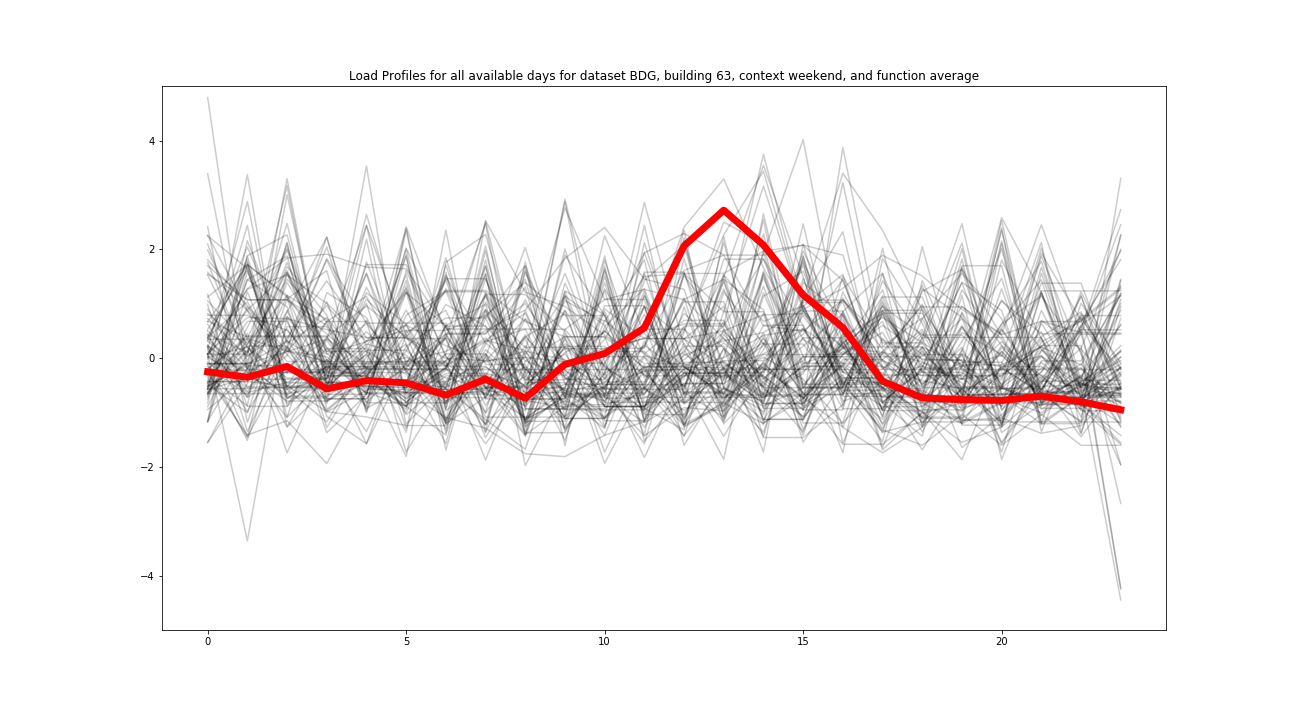 Load Profiles for all available days for dataset BDG, building 63, context weekend, and function average
4
2
0
−2
−4
0 5 10 15 20